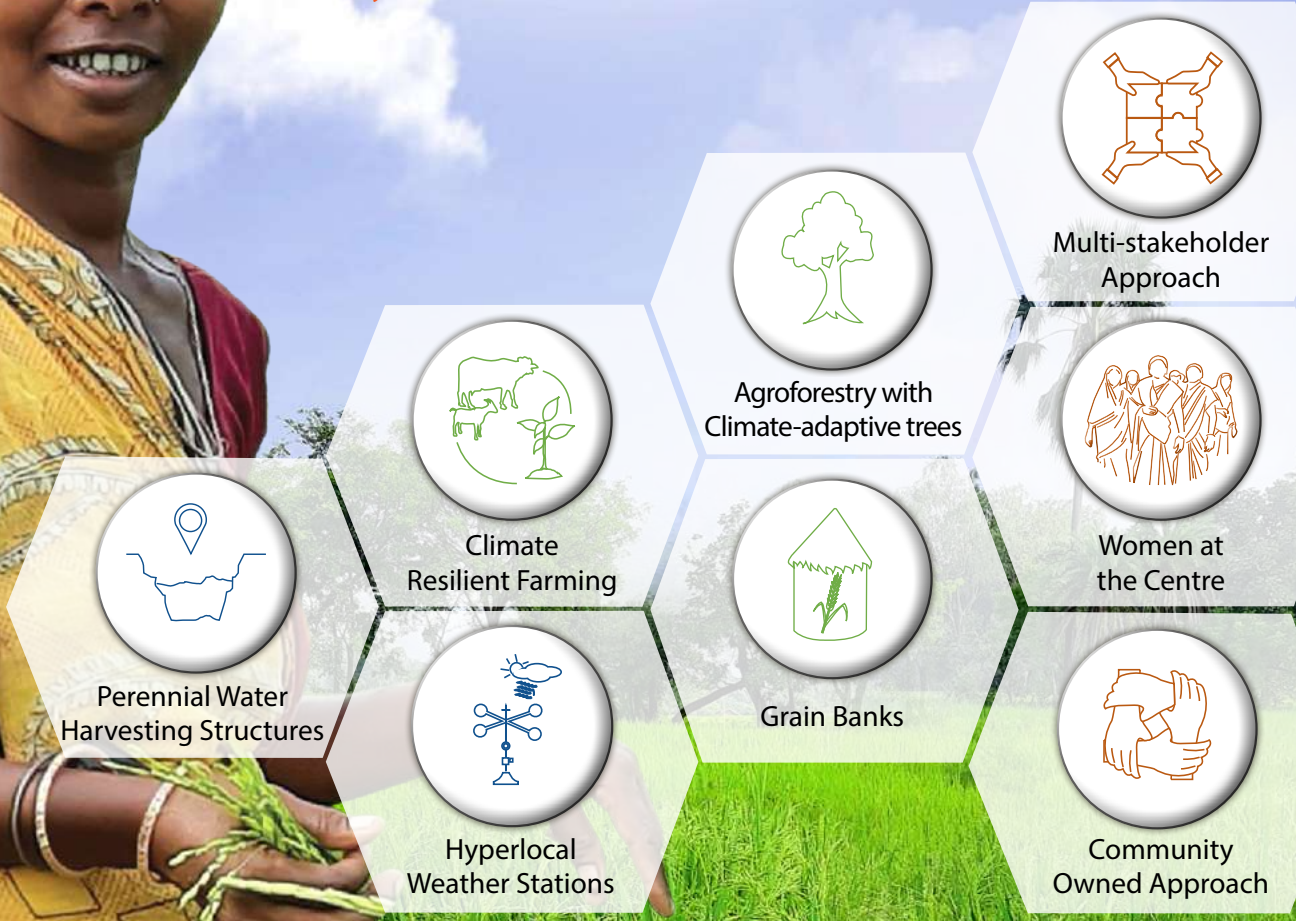 Multi-stakeholder
Approach
Agroforestry with
Climate-adaptive trees
Climate
Resilient Farming
Women at
the Centre
Perennial Water
Harvesting Structures
Grain Banks
Hyperlocal
Weather Stations
Community
Owned Approach